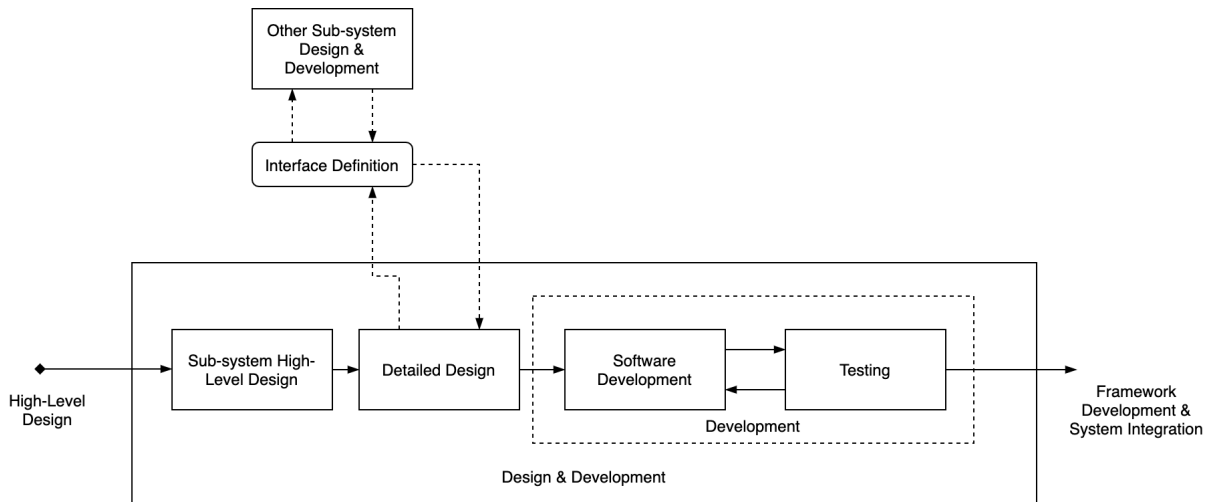 Other Sub-system
Design &
Development
Interface Definition
High-Level
Design
Sub-system High-
Level Design
Detailed Design
Software
Development
Testing
Development
Design & Development
Framework
Development &
System Integration